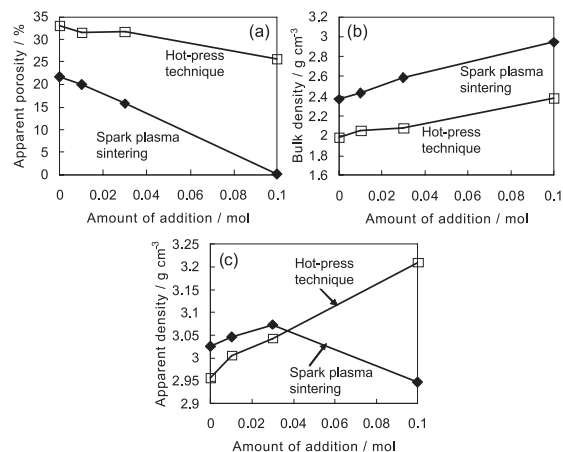 (a)
Apparent porosity / %
35
30
25
20
15
10
5
0
Hot-press
technique
Spark plasma
sintering
0
0.02
0.04
0.06
0.08
0.1
Amount of addition / mol
(b)
Bulk density / g cm-3
3
2.8
2.6
2.4
2.2
2
1.8
1.6
Spark plasma
sintering
Hot-press
technique
0
0.02
0.04
0.06
0.08
0.1
Amount of addition / mol
(c)
Apparent density / g cm-3
3.25
3.2
3.15
3.1
3.05
3
2.95
2.9
Hot-press
technique
Spark plasma
sintering
0
0.02
0.04
0.06
0.08
0.1
Amount of addition / mol